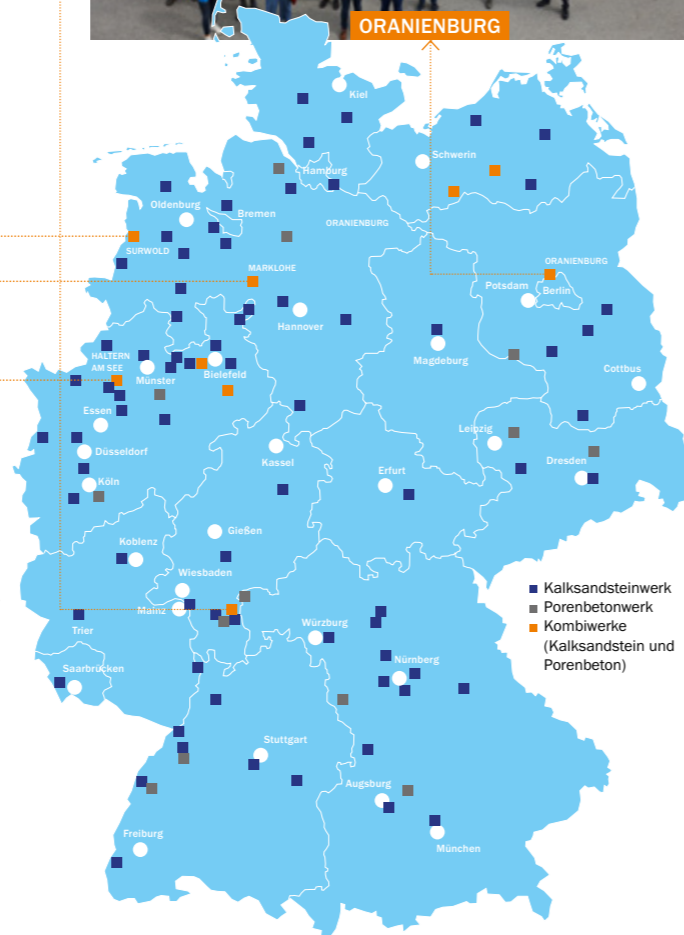 ORANIENBURG
Kiel
Schwerin
Hamburg
Oldenburg
Bremen
ORANIENBURG
SURWOLD
MARKLOHE
ORANIENBURG
Potsdam
Berlin
Hannover
Magdeburg
HALTERN
AM SEE
Münster
Bielefeld
Cottbus
Essen
Leipzig
Düsseldorf
Kassel
Erfurt
Dresden
Köln
Gießen
Koblenz
Wiesbaden
Mainz
Kalksandsteinwerk
Porenbetonwerk
Kombiwerke
(Kalksandstein und
Porenbeton)
Trier
Würzburg
Saarbrücken
Nürnberg
Stuttgart
Augsburg
Freiburg
München